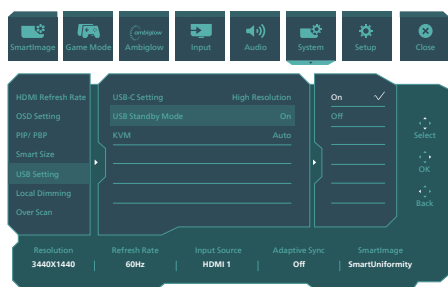 ambiglow
SmartImage Game Mode Ambiglow Input Audio System Setup Close
HDMI Refresh Rate
OSD Setting
PIP/ PBP
Smart Size
USB Setting
Local Dimming
Over Scan
USB-C Setting High Resolution
USB Standby Mode On
KVM Auto
On
Off
Select
OK
Back
Resolution Refresh Rate Input Source Adaptive Sync SmartImage
3440X1440 60Hz HDMI 1 Off SmartUniformity